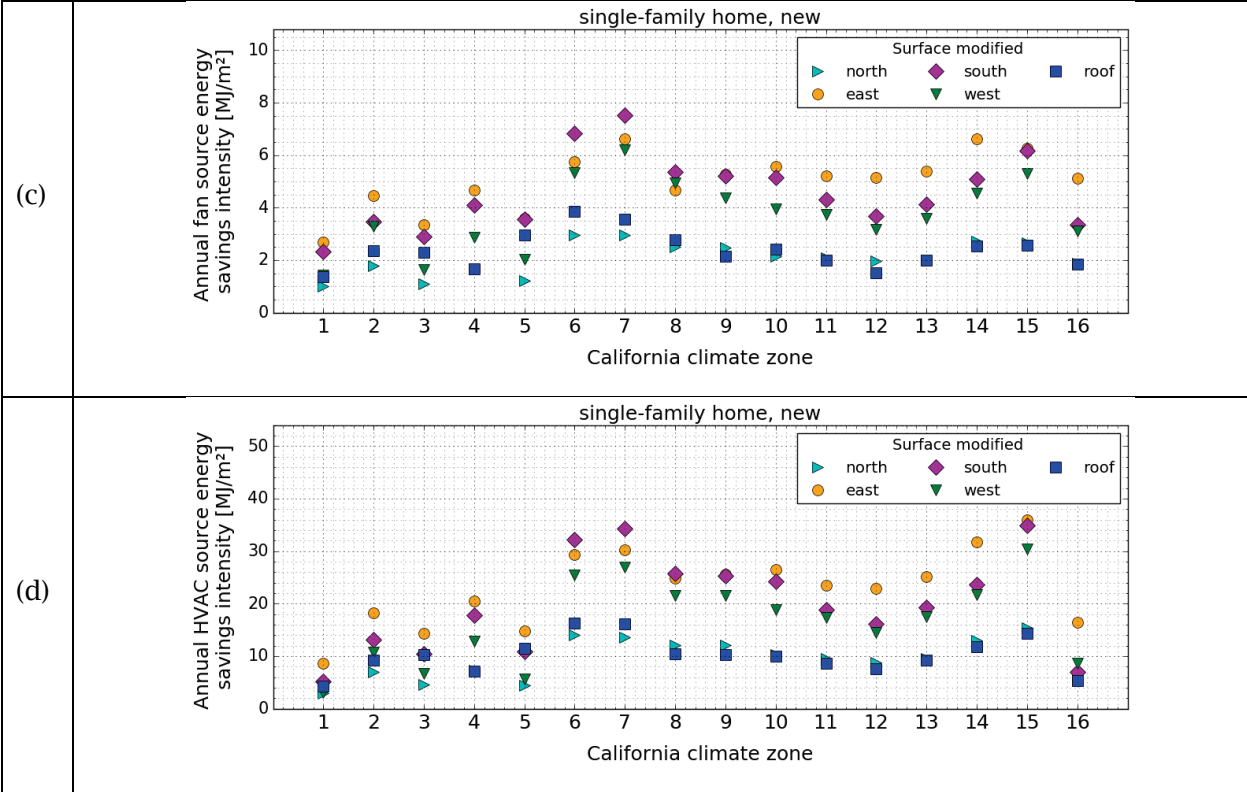 (c)
single-family home, new
Annual fan source energy
savings intensity [MJ/m²]
10
8
6
4
2
0
Surface modified
north south roof
east west
1 2 3 4 5 6 7 8 9 10 11 12 13 14 15 16
California climate zone
(d)
single-family home, new
Annual HVAC source energy
savings intensity [MJ/m²]
50
40
30
20
10
0
Surface modified
north south roof
east west
1 2 3 4 5 6 7 8 9 10 11 12 13 14 15 16
California climate zone